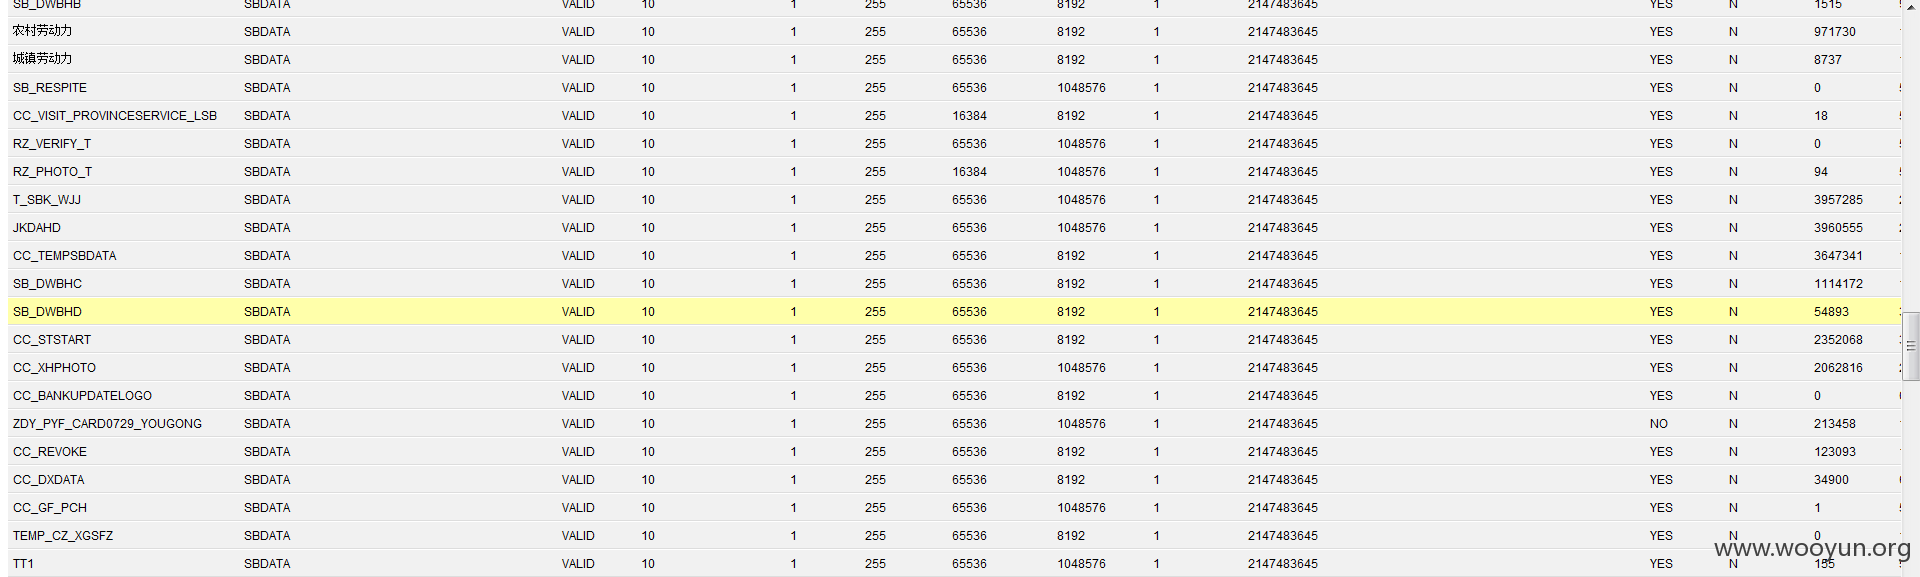 SB_DWBHB SBDATA VALID 10 1 255 65536 8192 1 2147483645 YES N 1515
农村劳动力 SBDATA VALID 10 1 255 65536 8192 1 2147483645 YES N 971730
城镇劳动力 SBDATA VALID 10 1 255 65536 8192 1 2147483645 YES N 8737
SB_RESPITE SBDATA VALID 10 1 255 65536 1048576 1 2147483645 YES N 0
CC_VISIT_PROVINCESERVICE_LSB SBDATA VALID 10 1 255 16384 8192 1 2147483645 YES N 18
RZ_VERIFY_T SBDATA VALID 10 1 255 65536 1048576 1 2147483645 YES N 0
RZ_PHOTO_T SBDATA VALID 10 1 255 16384 1048576 1 2147483645 YES N 94
T_SBK_WJJ SBDATA VALID 10 1 255 65536 1048576 1 2147483645 YES N 3957285
JKDAHD SBDATA VALID 10 1 255 65536 1048576 1 2147483645 YES N 3960555
CC_TEMPSBDATA SBDATA VALID 10 1 255 65536 8192 1 2147483645 YES N 3647341
SB_DWBHC SBDATA VALID 10 1 255 65536 8192 1 2147483645 YES N 1114172
SB_DWBHD SBDATA VALID 10 1 255 65536 8192 1 2147483645 YES N 54893
CC_STSTART SBDATA VALID 10 1 255 65536 8192 1 2147483645 YES N 2352068
CC_XHPHOTO SBDATA VALID 10 1 255 65536 1048576 1 2147483645 YES N 2062816
CC_BANKUPDATELOGO SBDATA VALID 10 1 255 65536 8192 1 2147483645 YES N 0
ZDY_PYF_CARD0729_YOUGONG SBDATA VALID 10 1 255 65536 1048576 1 2147483645 NO N 213458
CC_REVOKE SBDATA VALID 10 1 255 65536 8192 1 2147483645 YES N 123093
CC_DXDATA SBDATA VALID 10 1 255 65536 8192 1 2147483645 YES N 34900
CC_GF_PCH SBDATA VALID 10 1 255 65536 1048576 1 2147483645 YES N 1
TEMP_CZ_XGSFZ SBDATA VALID 10 1 255 65536 8192 1 2147483645 YES N 0
www.wooyun.org
TT1 SBDATA VALID 10 1 255 65536 1048576 1 2147483645 YES N 155